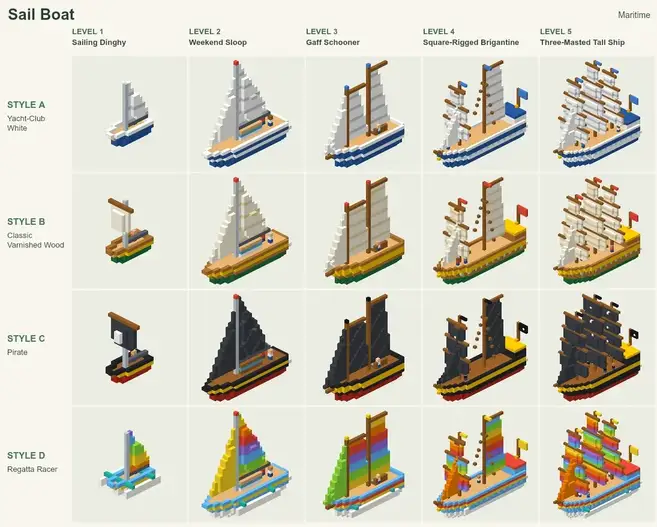 Sail Boat
Maritime
LEVEL 1
Sailing Dinghy
LEVEL 2
Weekend Sloop
LEVEL 3
Gaff Schooner
LEVEL 4
Square-Rigged Brigantine
LEVEL 5
Three-Masted Tall Ship
STYLE A
Yacht-Club
White
STYLE B
Classic
Varnished Wood
STYLE C
Pirate
STYLE D
Regatta Racer